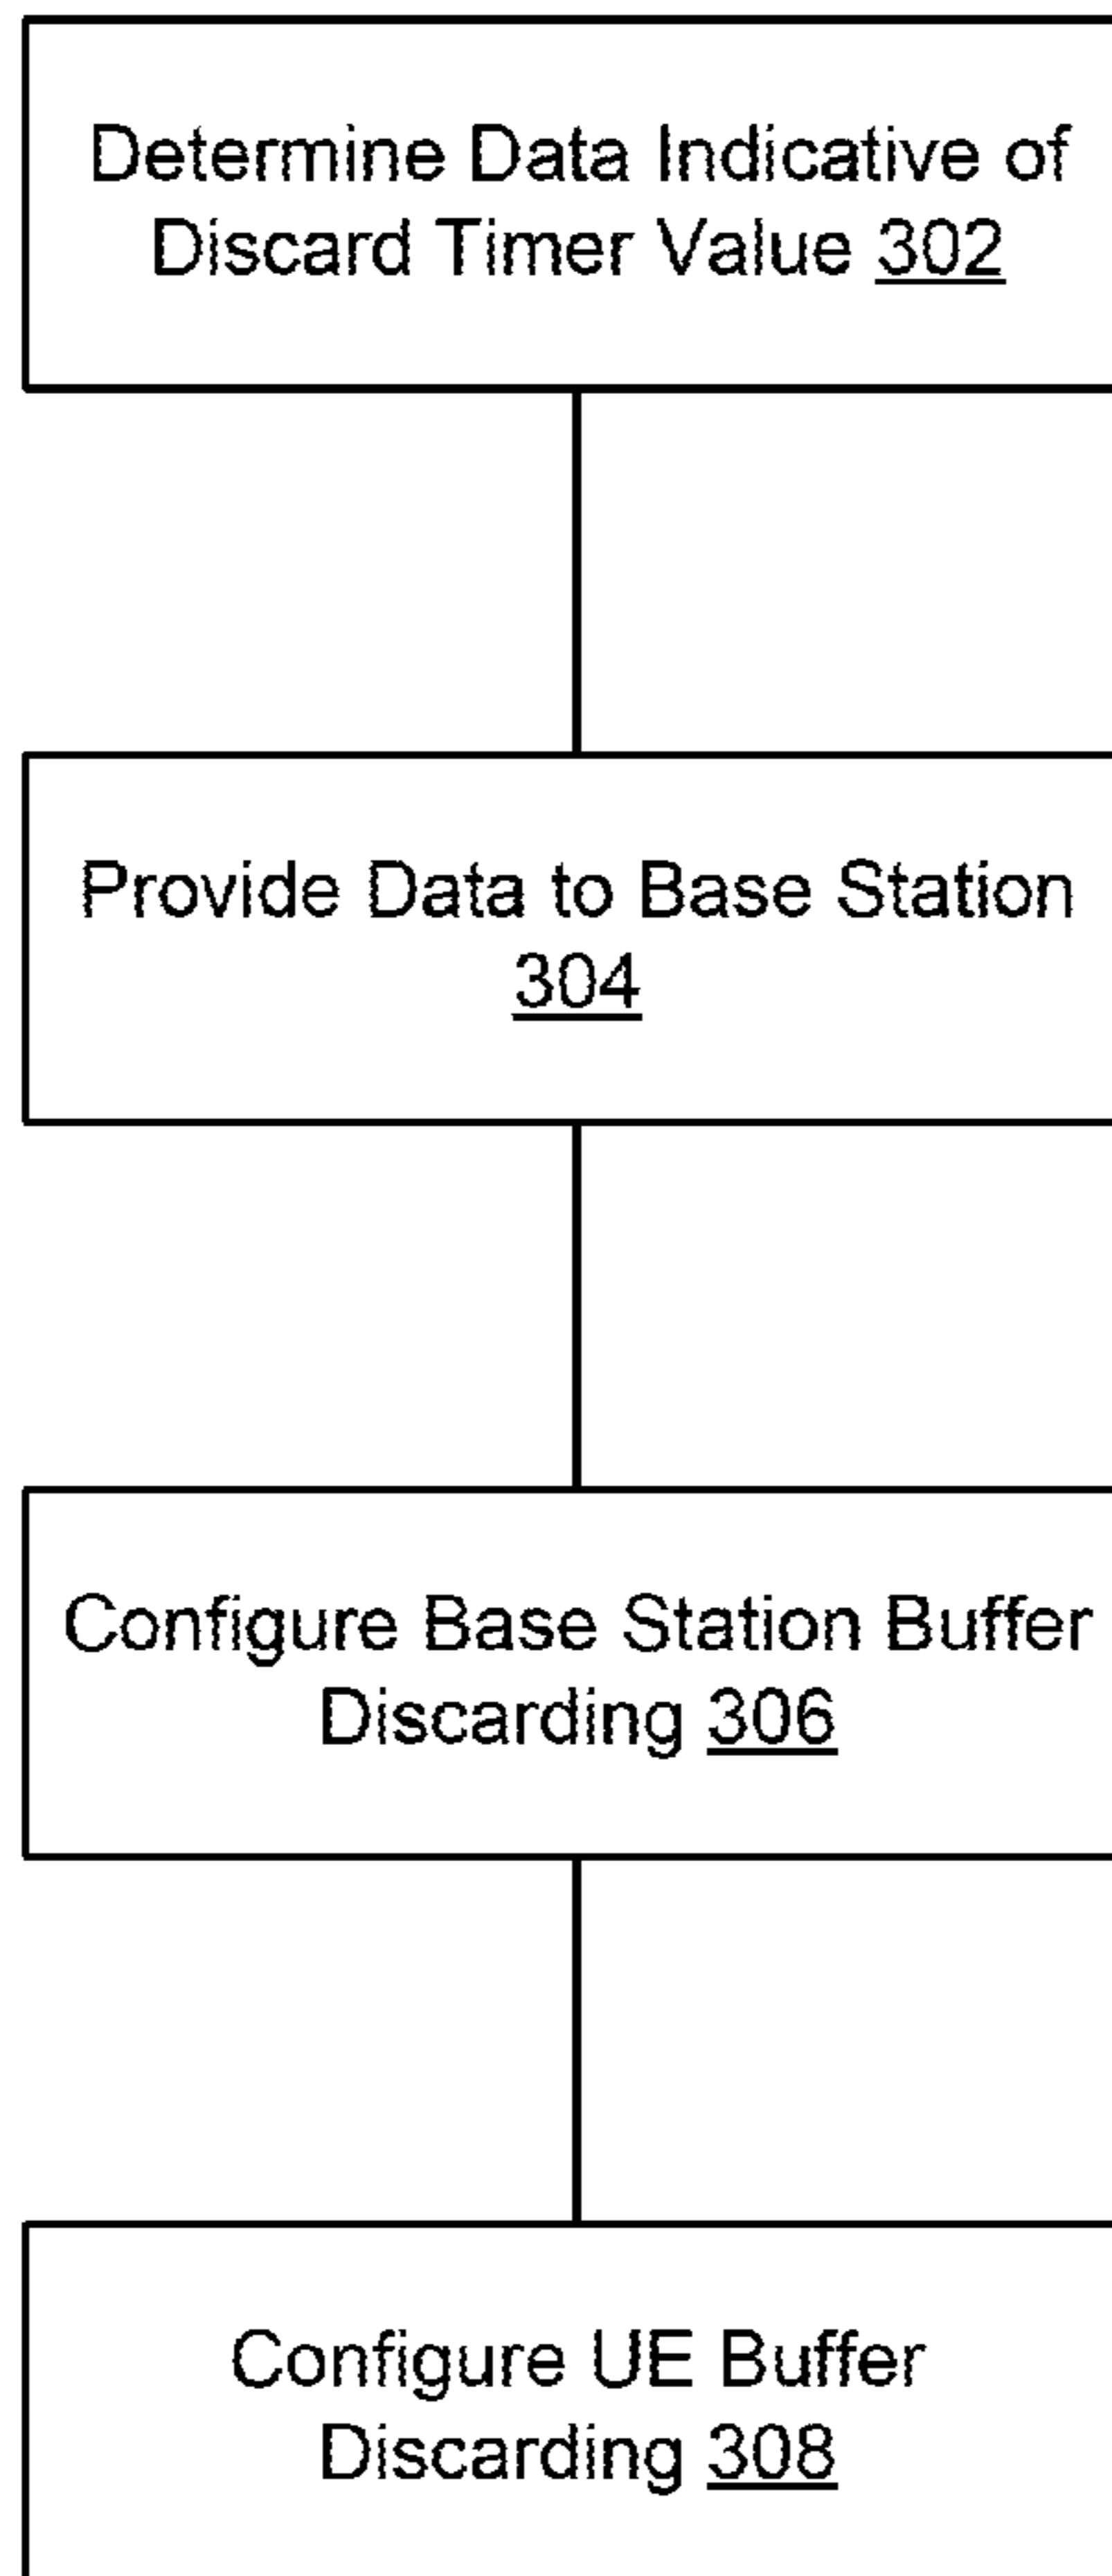 Determine Data Indicative of
Discard Timer Value 302
Provide Data to Base Station
304
Configure Base Station Buffer
Discarding 306
Configure UE Buffer
Discarding 308